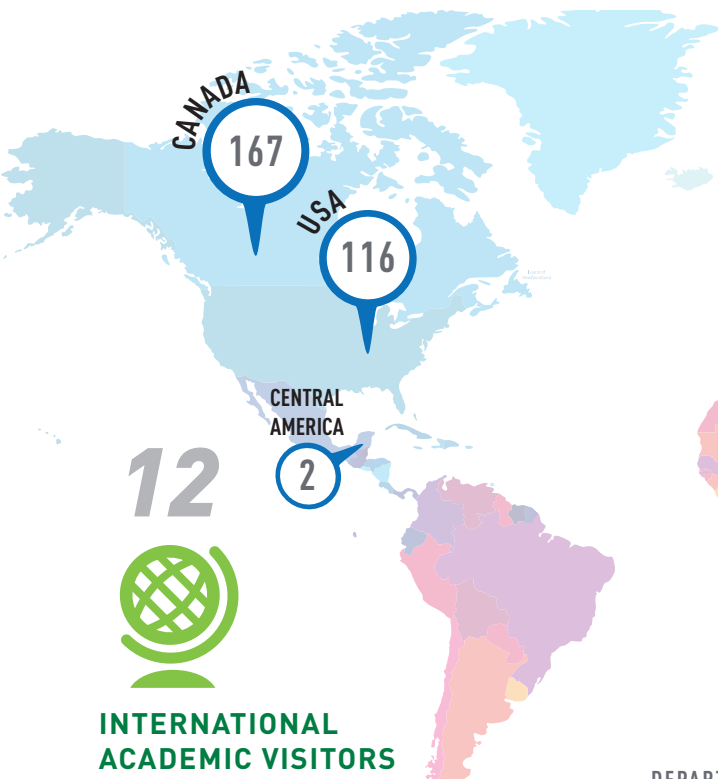 CANADA
167
USA
116
CENTRAL
AMERICA
2
12
INTERNATIONAL
ACADEMIC VISITORS